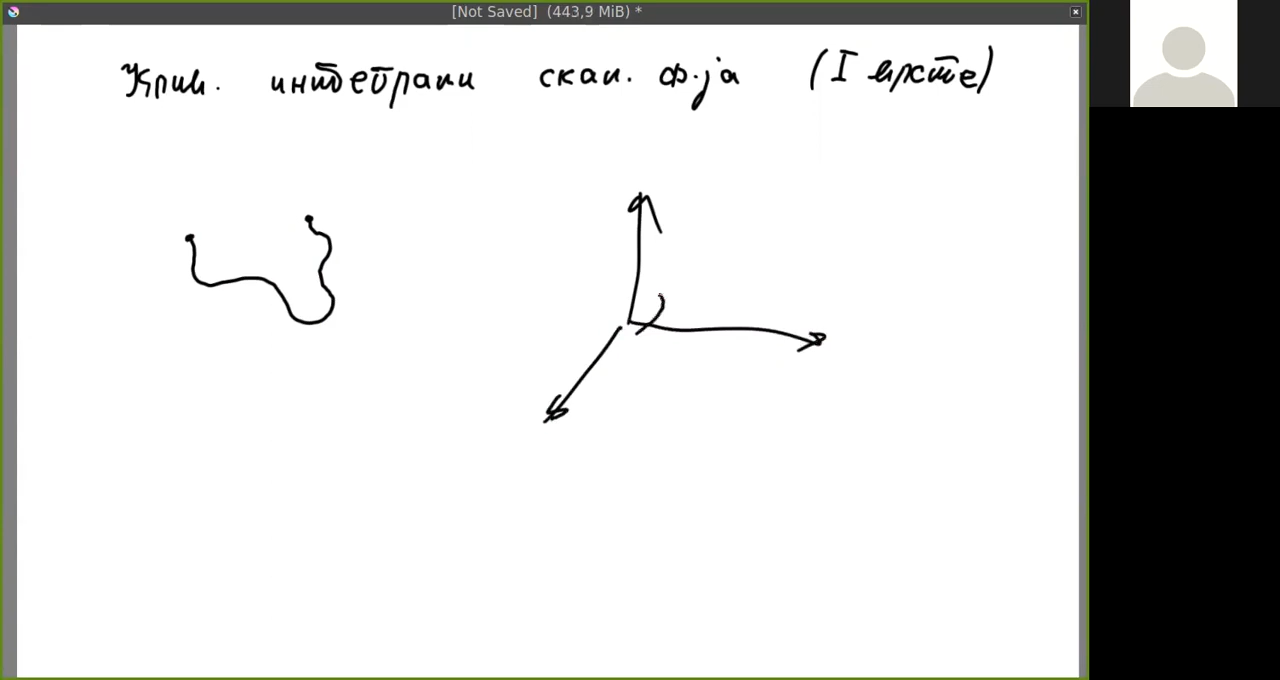 [Not Saved] (443,9 MiB) *
Крив. интеграли скал. ф-ја (I врсте)